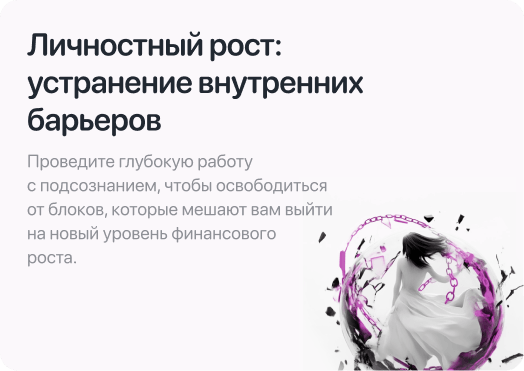 Личностный рост:
устранение внутренних
барьеров
Проведите глубокую работу
с подсознанием, чтобы освободиться
от блоков, которые мешают вам выйти
на новый уровень финансового
роста.